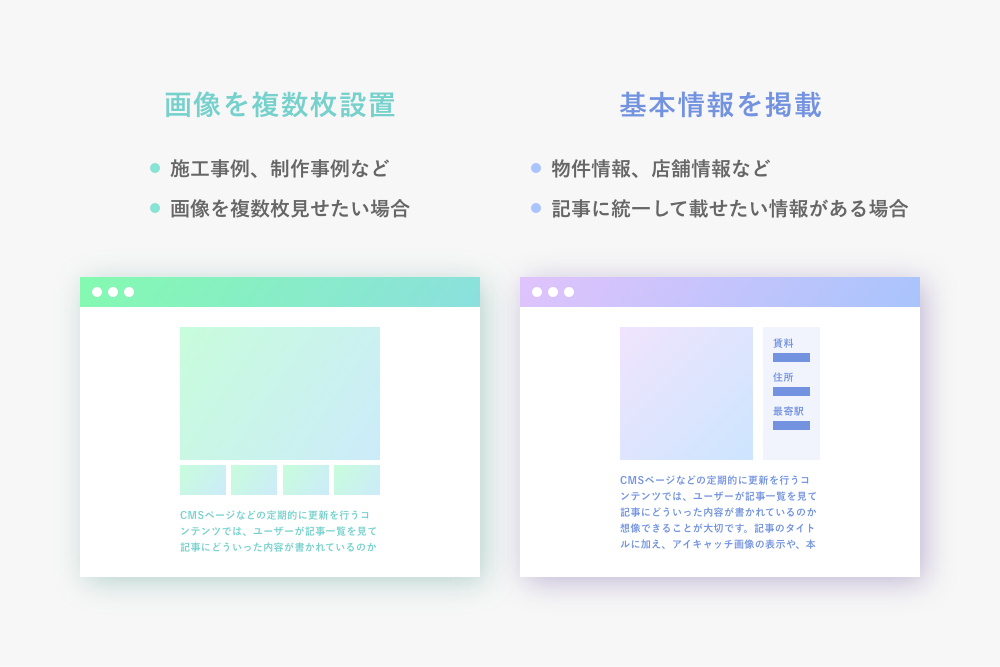 画像を複数枚設置
施工事例、制作事例など
画像を複数枚見せたい場合
CMSページなどの定期的に更新を行うコ
ンテンツでは、ユーザーが記事一覧を見て
記事にどういった内容が書かれているのか
基本情報を掲載
物件情報、店舗情報など
記事に統一して載せたい情報がある場合
賃料
住所
最寄駅
CMSページなどの定期的に更新を行うコ
ンテンツでは、ユーザーが記事一覧を見て
記事にどういった内容が書かれているのか
想像できることが大切です。記事のタイト
ルに加え、アイキャッチ画像の表示や、本